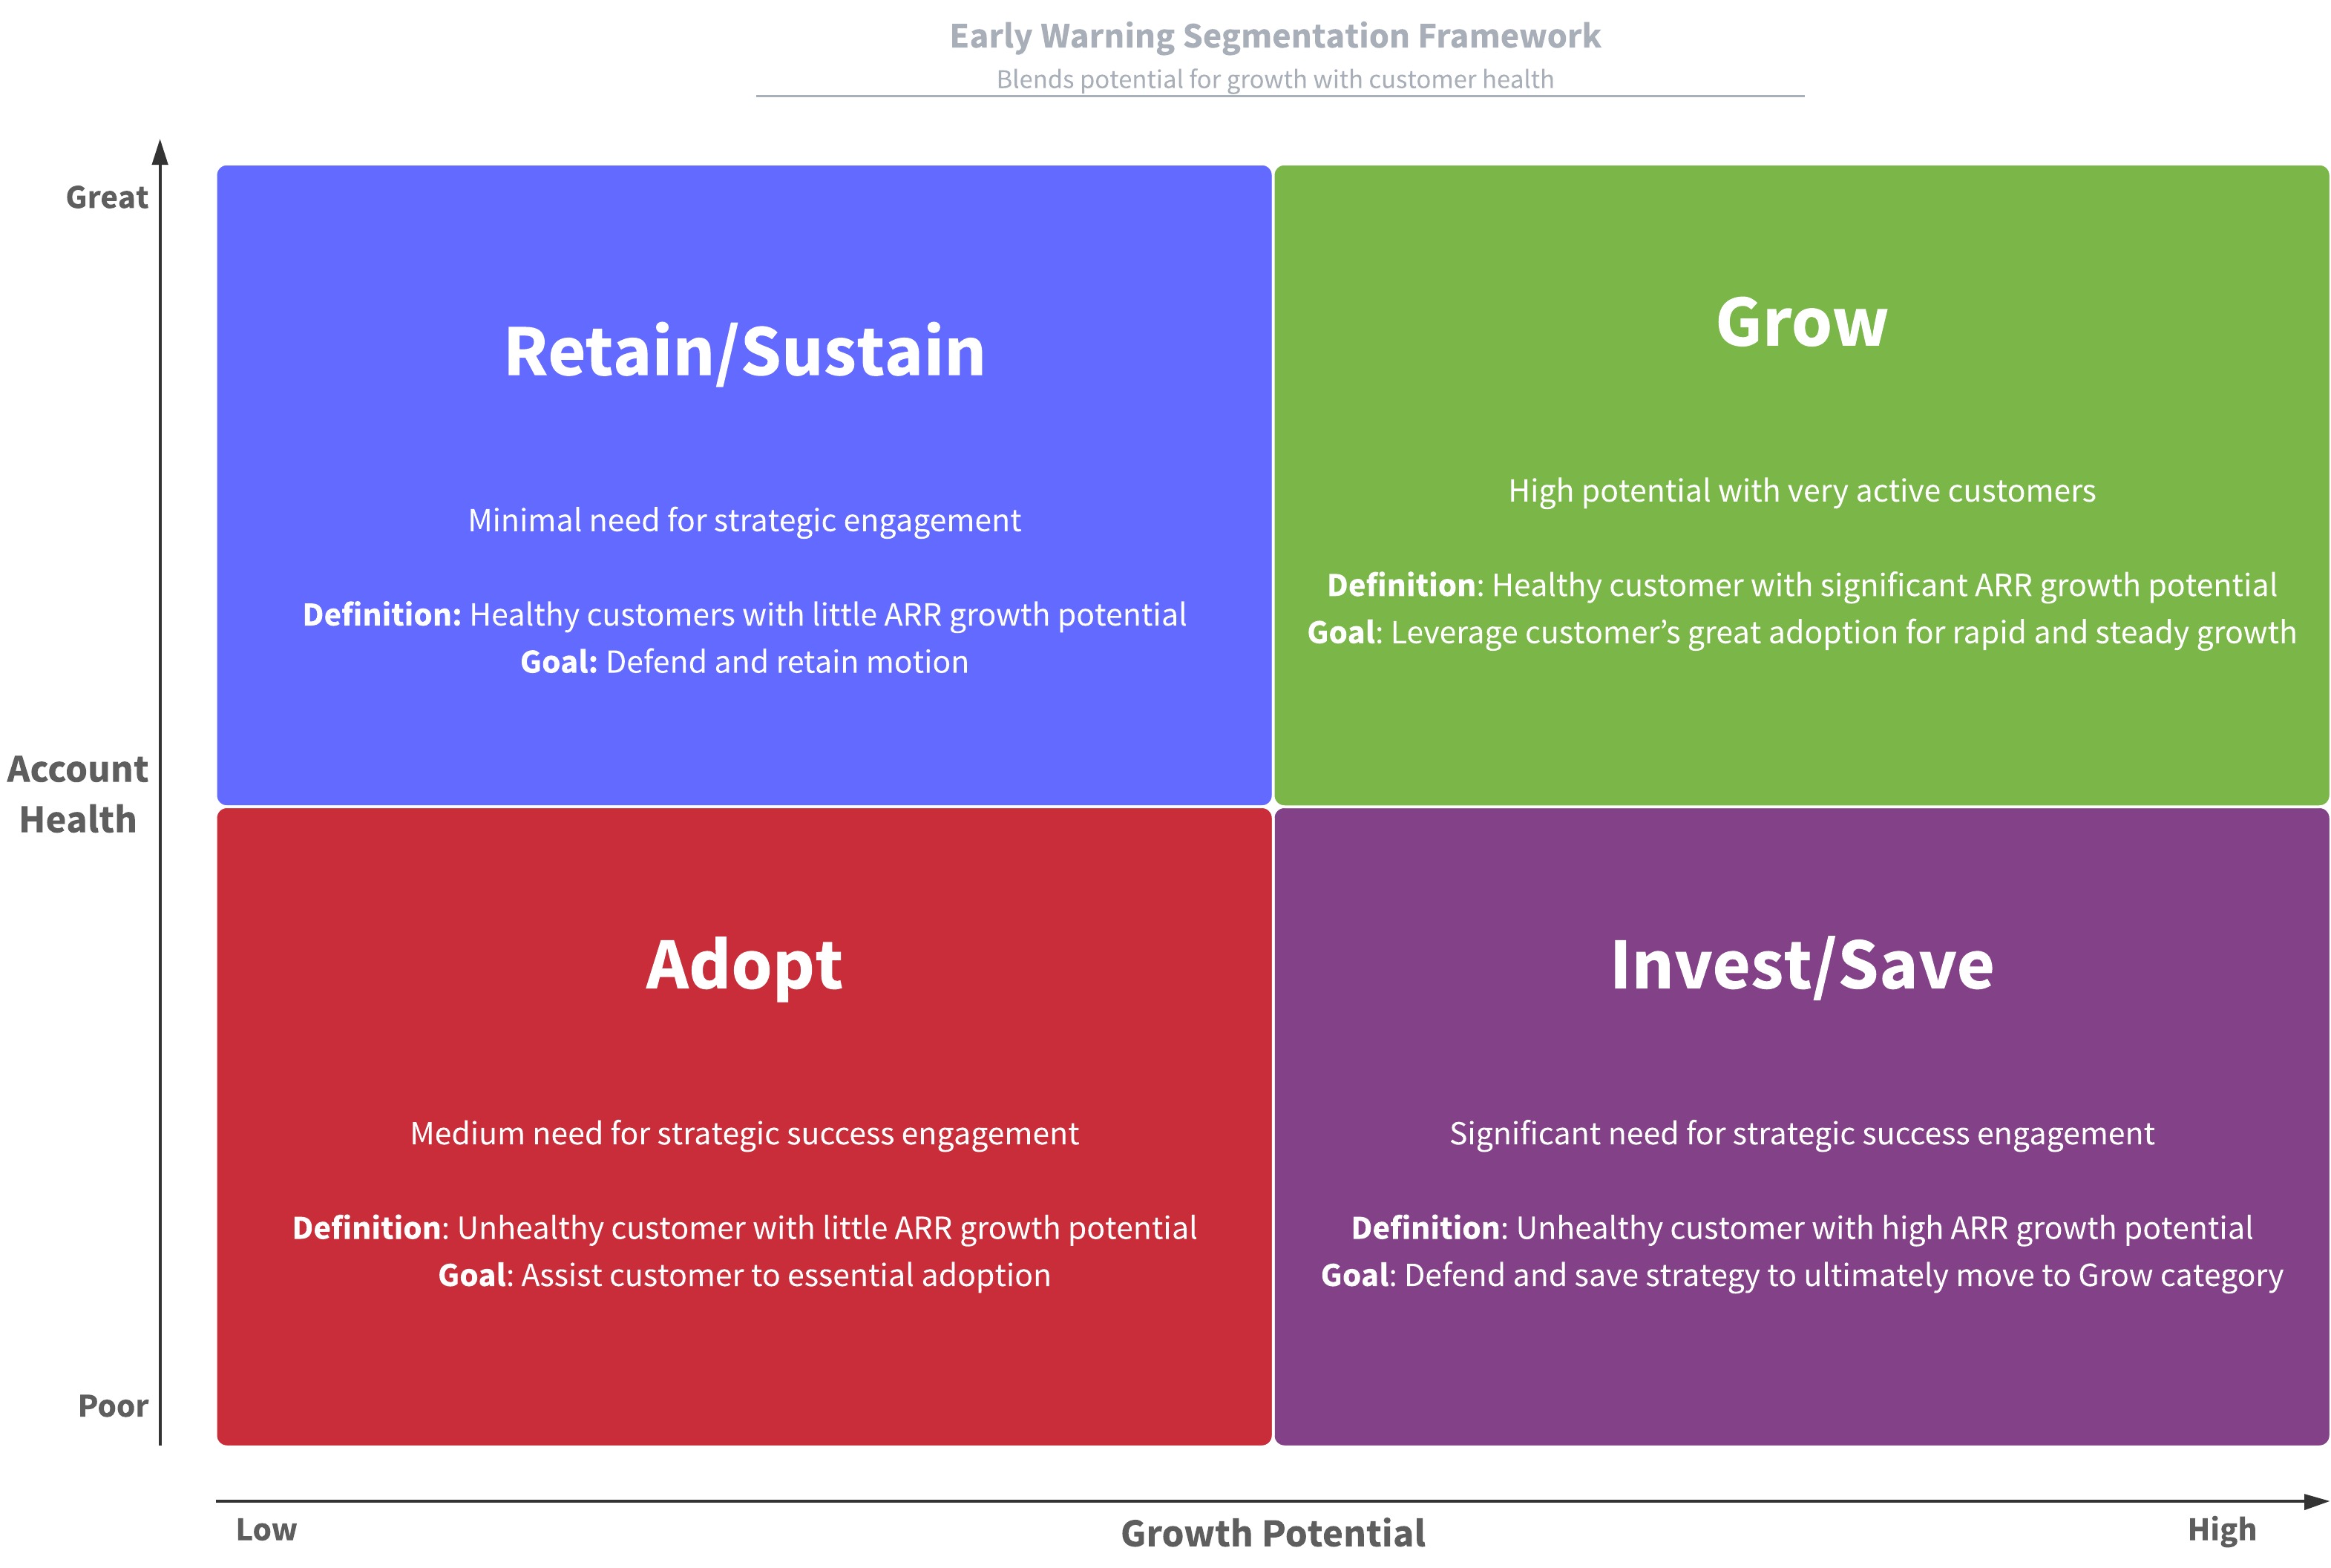 Early Warning Segmentation Framework
Blends potential for growth with customer health
Great
Account
Health
Poor
Retain/Sustain
Minimal need for strategic engagement
Definition: Healthy customers with little ARR growth potential
Goal: Defend and retain motion
Grow
High potential with very active customers
Definition: Healthy customer with significant ARR growth potential
Goal: Leverage customer’s great adoption for rapid and steady growth
Adopt
Medium need for strategic success engagement
Definition: Unhealthy customer with little ARR growth potential
Goal: Assist customer to essential adoption
Invest/Save
Significant need for strategic success engagement
Definition: Unhealthy customer with high ARR growth potential
Goal: Defend and save strategy to ultimately move to Grow category
Low
Growth Potential
High